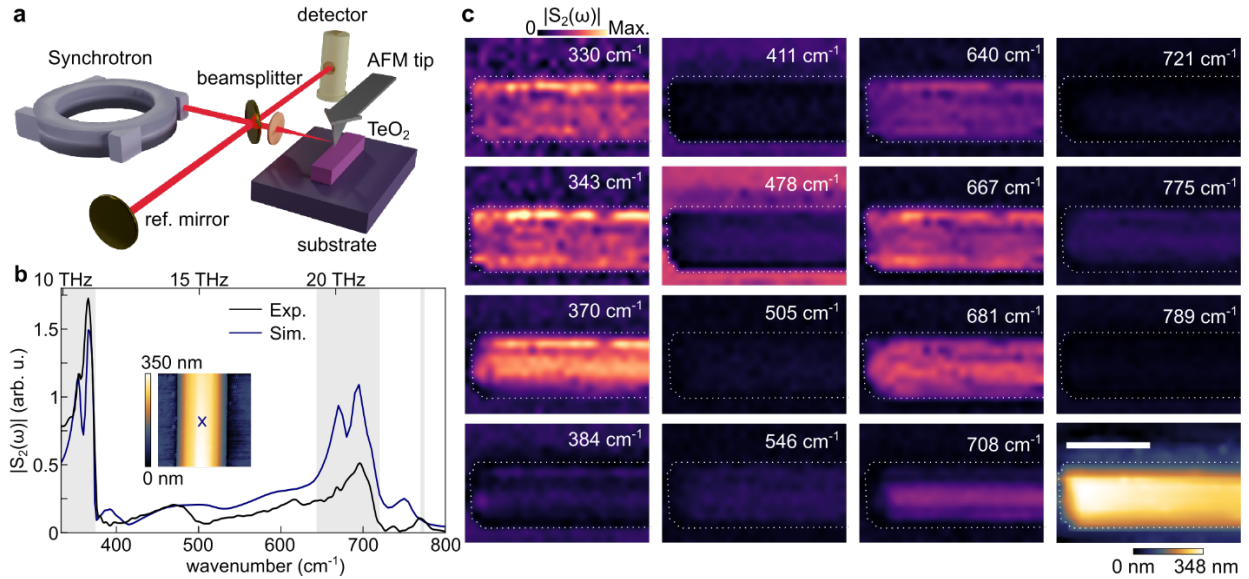 a
Synchrotron
beamsplitter
detector
AFM tip
TeO₂
ref. mirror
substrate
b
10 THz
15 THz
20 THz
1.5
1
0.5
0
|S₂(ω)| (arb. u.)
Exp.
Sim.
350 nm
0 nm
x
400
500
600
700
800
wavenumber (cm⁻¹)
c
|S₂(ω)|
0
Max.
330 cm⁻¹
411 cm⁻¹
640 cm⁻¹
721 cm⁻¹
343 cm⁻¹
478 cm⁻¹
667 cm⁻¹
775 cm⁻¹
370 cm⁻¹
505 cm⁻¹
681 cm⁻¹
789 cm⁻¹
384 cm⁻¹
546 cm⁻¹
708 cm⁻¹
0 nm
348 nm